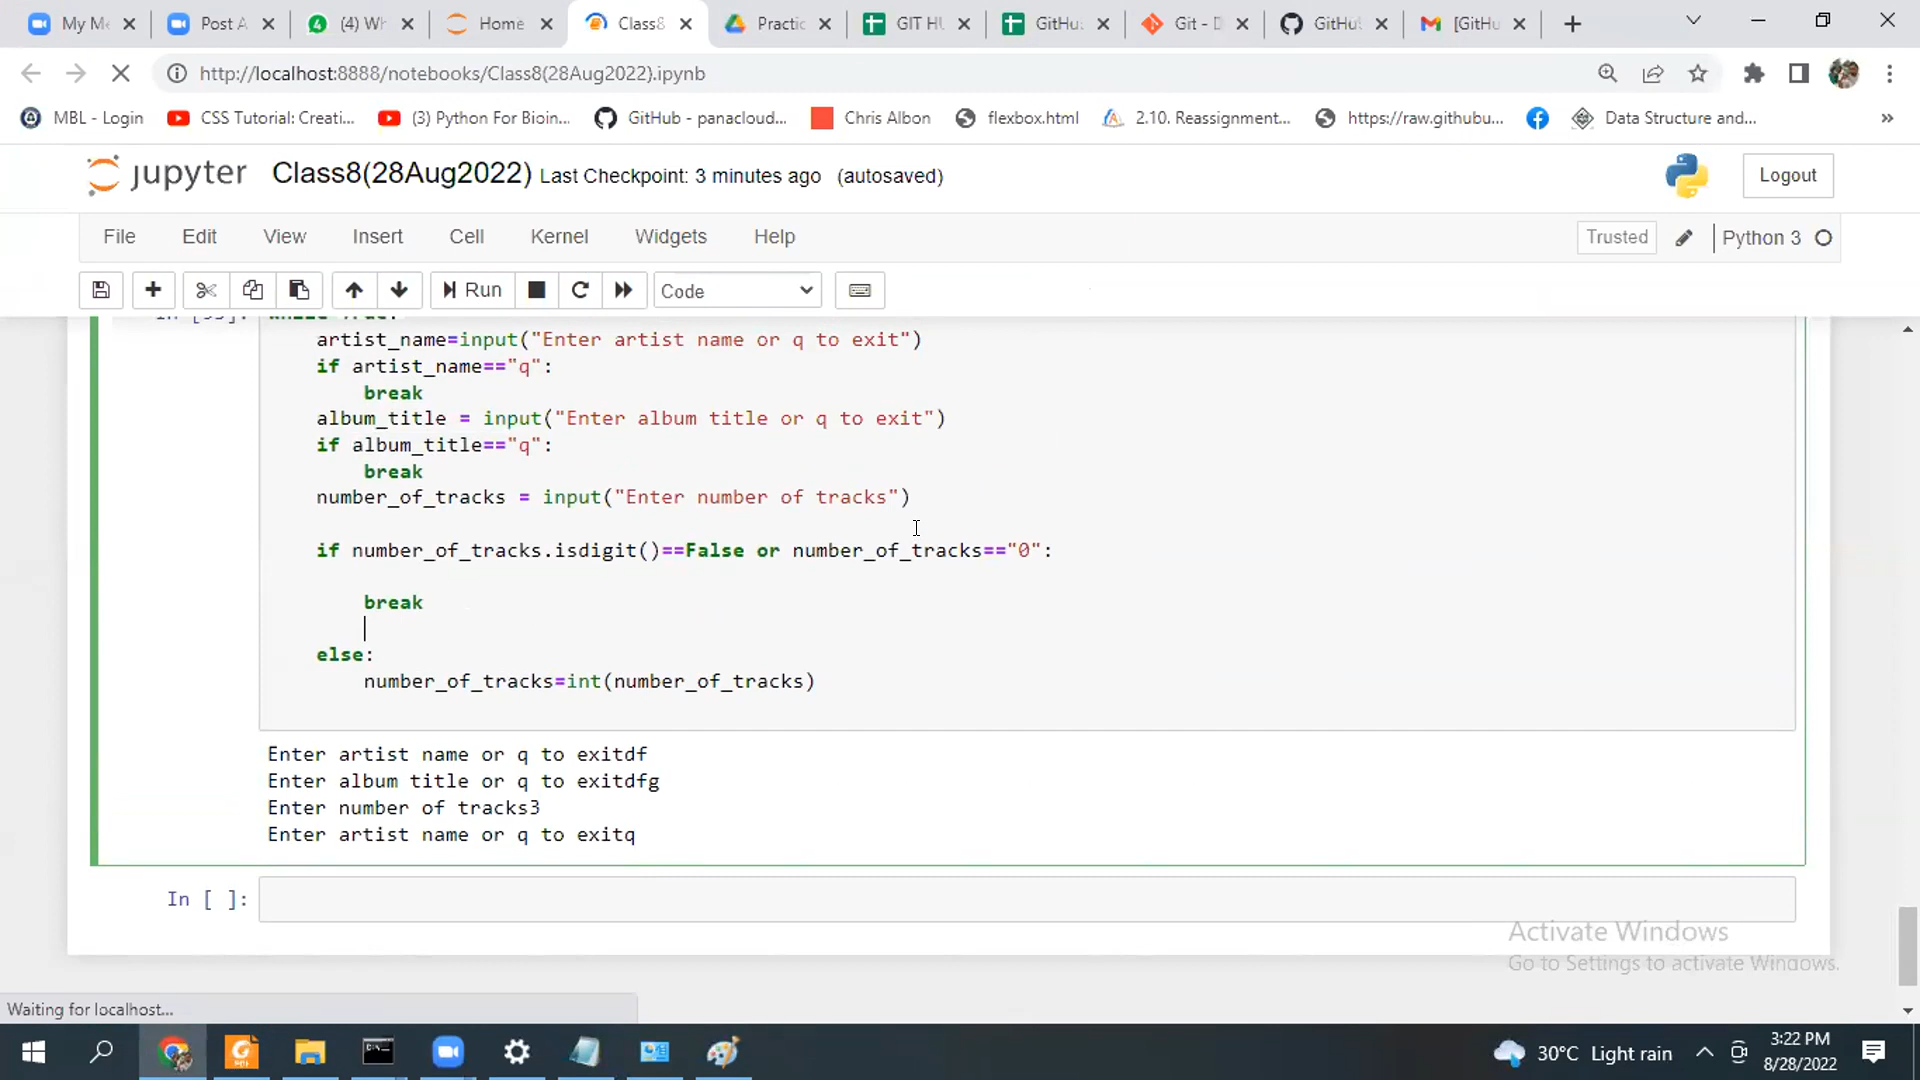 My Me
Post A
(4) Wh
Home
Class8
Practic
GIT HU
GitHu
Git - D
GitHu
[GitHu
http://localhost:8888/notebooks/Class8(28Aug2022).ipynb
MBL - Login
CSS Tutorial: Creati...
(3) Python For Bioin...
GitHub - panacloud...
Chris Albon
flexbox.html
2.10. Reassignment...
https://raw.githubu...
Data Structure and...
»
jupyter Class8(28Aug2022) Last Checkpoint: 3 minutes ago (autosaved)
Logout
File Edit View Insert Cell Kernel Widgets Help
Trusted
Python 3
Run
Code
artist_name=input("Enter artist name or q to exit")
if artist_name=="q":
break
album_title = input("Enter album title or q to exit")
if album_title=="q":
break
number_of_tracks = input("Enter number of tracks")
if number_of_tracks.isdigit()==False or number_of_tracks=="0":
break
else:
number_of_tracks=int(number_of_tracks)
Enter artist name or q to exitdf
Enter album title or q to exitdfg
Enter number of tracks3
Enter artist name or q to exitq
In [ ]:
Activate Windows
Go to Settings to activate Windows.
Waiting for localhost...
30°C Light rain
3:22 PM
8/28/2022